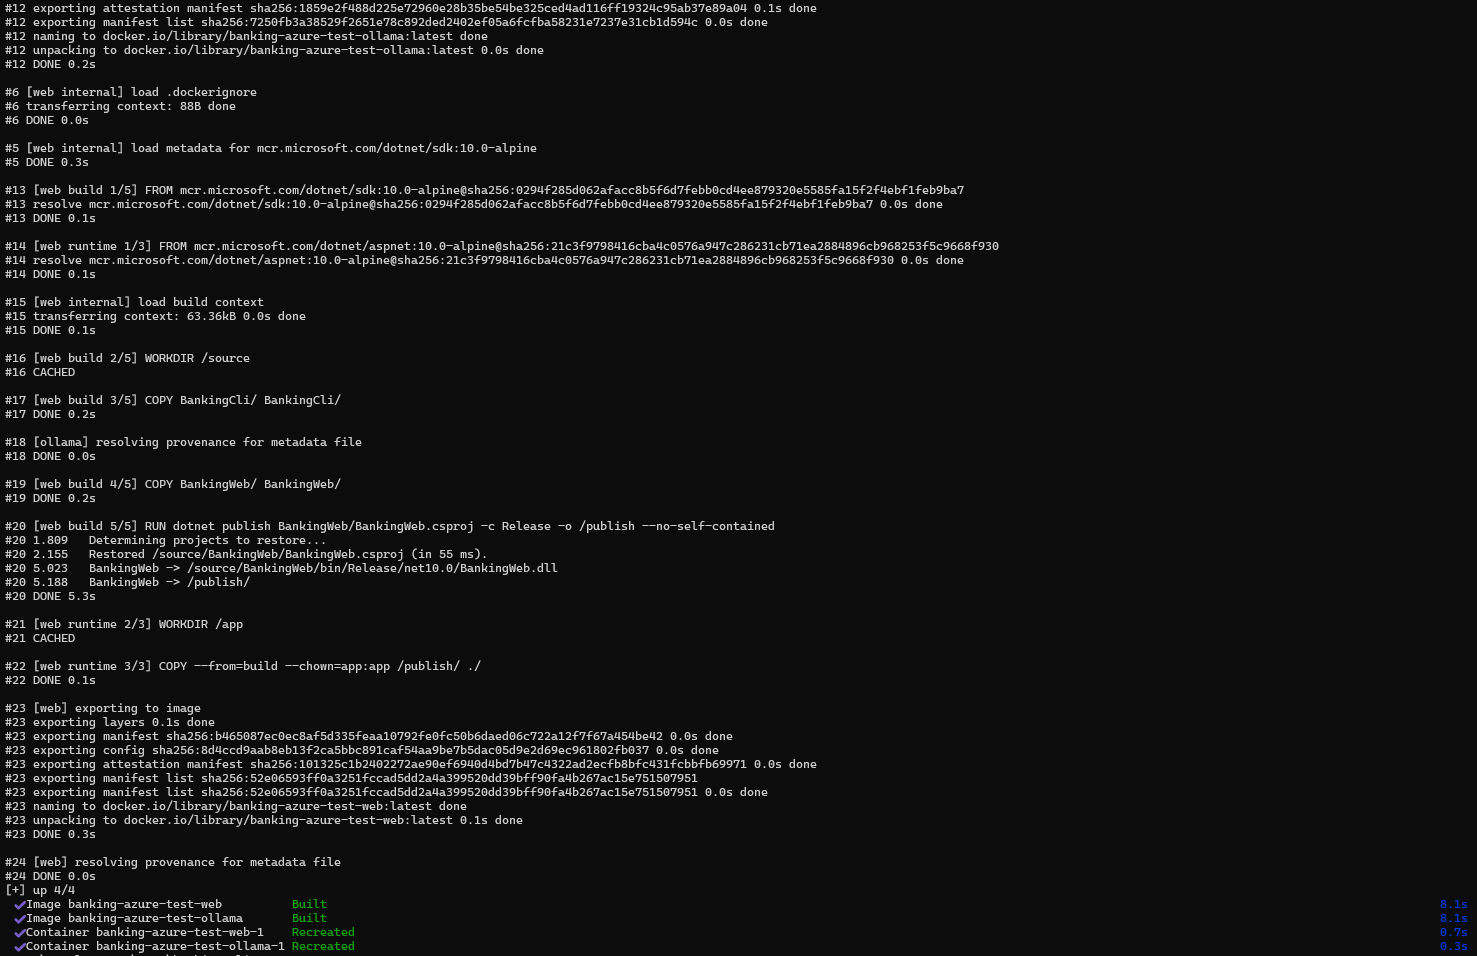 #12 exporting attestation manifest sha256:1859e2f488d225e72960e28b35be54be325ced4ad116ff19324c95ab37e89a04 0.1s done
#12 exporting manifest list sha256:7250fb3a38529f2651e78c892ded2402ef05a6fcfba58231e7237e31cb1d594c 0.0s done
#12 naming to docker.io/library/banking-azure-test-ollama:latest done
#12 unpacking to docker.io/library/banking-azure-test-ollama:latest 0.0s done
#12 DONE 0.2s
#6 [web internal] load .dockerignore
#6 transferring context: 88B done
#6 DONE 0.0s
#5 [web internal] load metadata for mcr.microsoft.com/dotnet/sdk:10.0-alpine
#5 DONE 0.3s
#13 [web build 1/5] FROM mcr.microsoft.com/dotnet/sdk:10.0-alpine@sha256:0294f285d062afacc8b5f6d7febb0cd4ee879320e5585fa15f2f4ebf1feb9ba7
#13 resolve mcr.microsoft.com/dotnet/sdk:10.0-alpine@sha256:0294f285d062afacc8b5f6d7febb0cd4ee879320e5585fa15f2f4ebf1feb9ba7 0.0s done
#13 DONE 0.1s
#14 [web runtime 1/3] FROM mcr.microsoft.com/dotnet/aspnet:10.0-alpine@sha256:21c3f9798416cba4c0576a947c286231cb71ea2884896cb968253f5c9668f930
#14 resolve mcr.microsoft.com/dotnet/aspnet:10.0-alpine@sha256:21c3f9798416cba4c0576a947c286231cb71ea2884896cb968253f5c9668f930 0.0s done
#14 DONE 0.1s
#15 [web internal] load build context
#15 transferring context: 63.36kB 0.0s done
#15 DONE 0.1s
#16 [web build 2/5] WORKDIR /source
#16 CACHED
#17 [web build 3/5] COPY BankingCli/ BankingCli/
#17 DONE 0.2s
#18 [ollama] resolving provenance for metadata file
#18 DONE 0.0s
#19 [web build 4/5] COPY BankingWeb/ BankingWeb/
#19 DONE 0.2s
#20 [web build 5/5] RUN dotnet publish BankingWeb/BankingWeb.csproj -c Release -o /publish --no-self-contained
#20 1.809   Determining projects to restore...
#20 2.155   Restored /source/BankingWeb/BankingWeb.csproj (in 55 ms).
#20 5.023   BankingWeb -> /source/BankingWeb/bin/Release/net10.0/BankingWeb.dll
#20 5.188   BankingWeb -> /publish/
#20 DONE 5.3s
#21 [web runtime 2/3] WORKDIR /app
#21 CACHED
#22 [web runtime 3/3] COPY --from=build --chown=app:app /publish/ ./
#22 DONE 0.1s
#23 [web] exporting to image
#23 exporting layers 0.1s done
#23 exporting manifest sha256:b465087ec0ec8af5d335feaa10792fe0fc50b6daed06c722a12f7f67a454be42 0.0s done
#23 exporting config sha256:8d4ccd9aab8eb13f2ca5bbc891caf54aa9be7b5dac05d9e2d69ec961802fb037 0.0s done
#23 exporting attestation manifest sha256:101325c1b2402272ae90ef6940d4bd7b47c4322ad2ecfb8bfc431fcbbfb69971 0.0s done
#23 exporting manifest list sha256:52e06593ff0a3251fccad5dd2a4a399520dd39bff90fa4b267ac15e751507951
#23 exporting manifest list sha256:52e06593ff0a3251fccad5dd2a4a399520dd39bff90fa4b267ac15e751507951 0.0s done
#23 naming to docker.io/library/banking-azure-test-web:latest done
#23 unpacking to docker.io/library/banking-azure-test-web:latest 0.1s done
#23 DONE 0.3s
#24 [web] resolving provenance for metadata file
#24 DONE 0.0s
[+] up 4/4
✔Image banking-azure-test-web Built 8.1s
✔Image banking-azure-test-ollama Built 8.1s
✔Container banking-azure-test-web-1 Recreated 0.7s
✔Container banking-azure-test-ollama-1 Recreated 0.3s